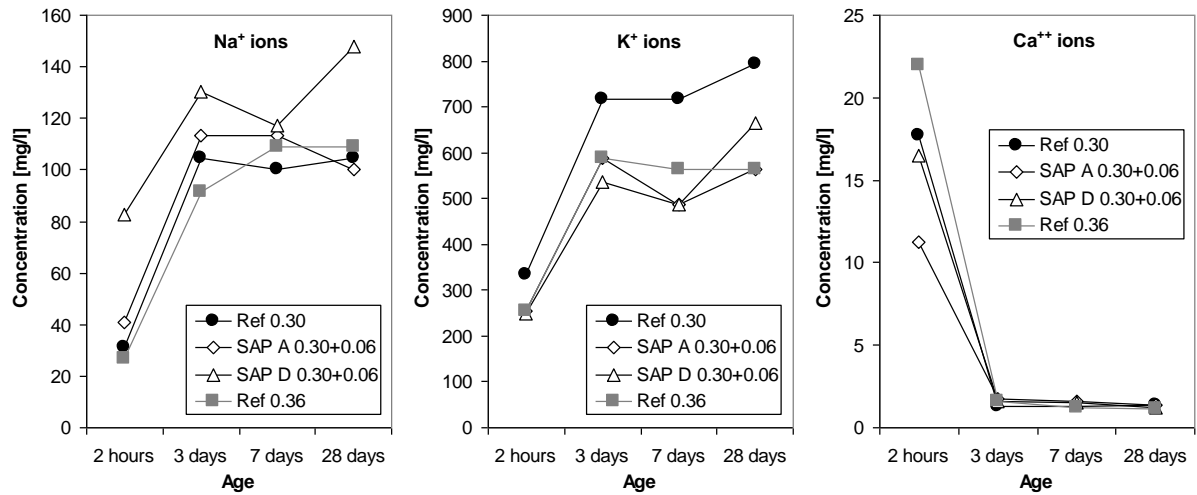 Na+ ions
Concentration [mg/l]
160
140
120
100
80
60
40
20
0
Ref 0.30
SAP A 0.30+0.06
SAP D 0.30+0.06
Ref 0.36
2 hours 3 days 7 days 28 days
Age
K+ ions
Concentration [mg/l]
900
800
700
600
500
400
300
200
100
0
Ref 0.30
SAP A 0.30+0.06
SAP D 0.30+0.06
Ref 0.36
2 hours 3 days 7 days 28 days
Age
Ca++ ions
Concentration [mg/l]
25
20
15
10
5
0
Ref 0.30
SAP A 0.30+0.06
SAP D 0.30+0.06
Ref 0.36
2 hours 3 days 7 days 28 days
Age